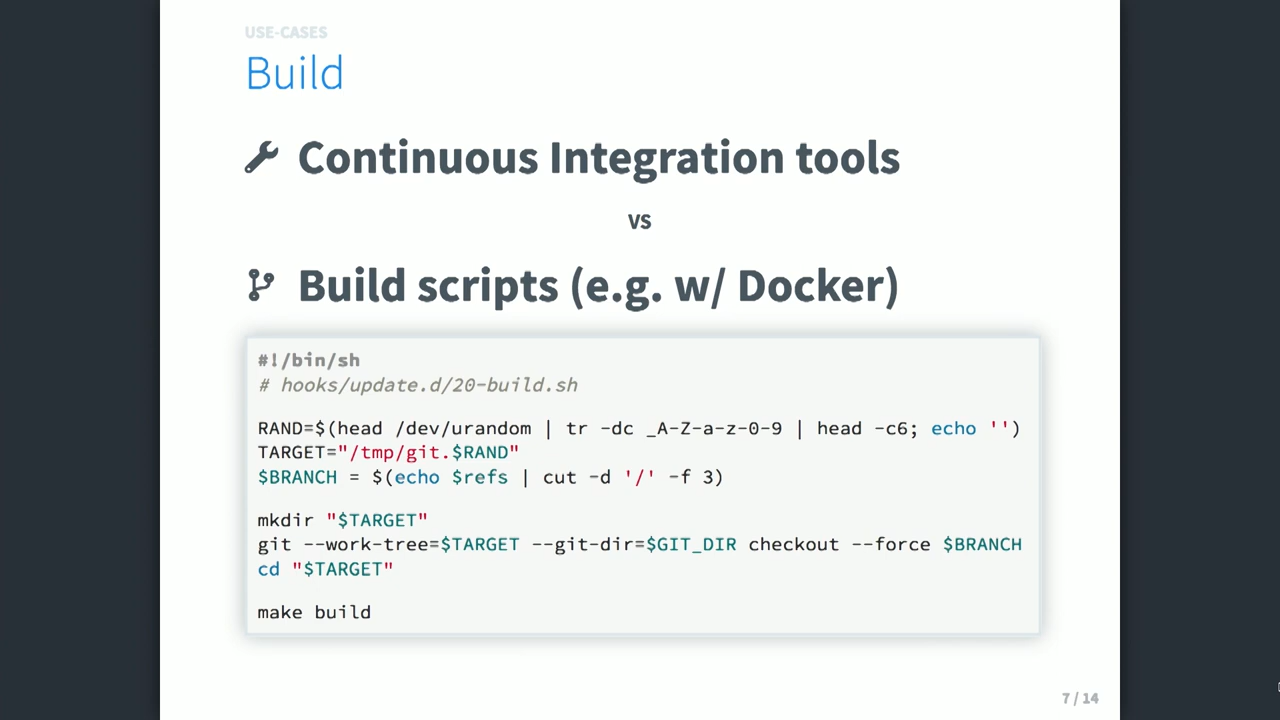 USE-CASES
Build
Continuous Integration tools
vs
Build scripts (e.g. w/ Docker)
#!/bin/sh
# hooks/update.d/20-build.sh
RAND=$(head /dev/urandom | tr -dc _A-Z-a-z-0-9 | head -c6; echo '')
TARGET="/tmp/git.$RAND"
$BRANCH = $(echo $refs | cut -d '/' -f 3)
mkdir "$TARGET"
git --work-tree=$TARGET --git-dir=$GIT_DIR checkout --force $BRANCH
cd "$TARGET"
make build
7 / 14